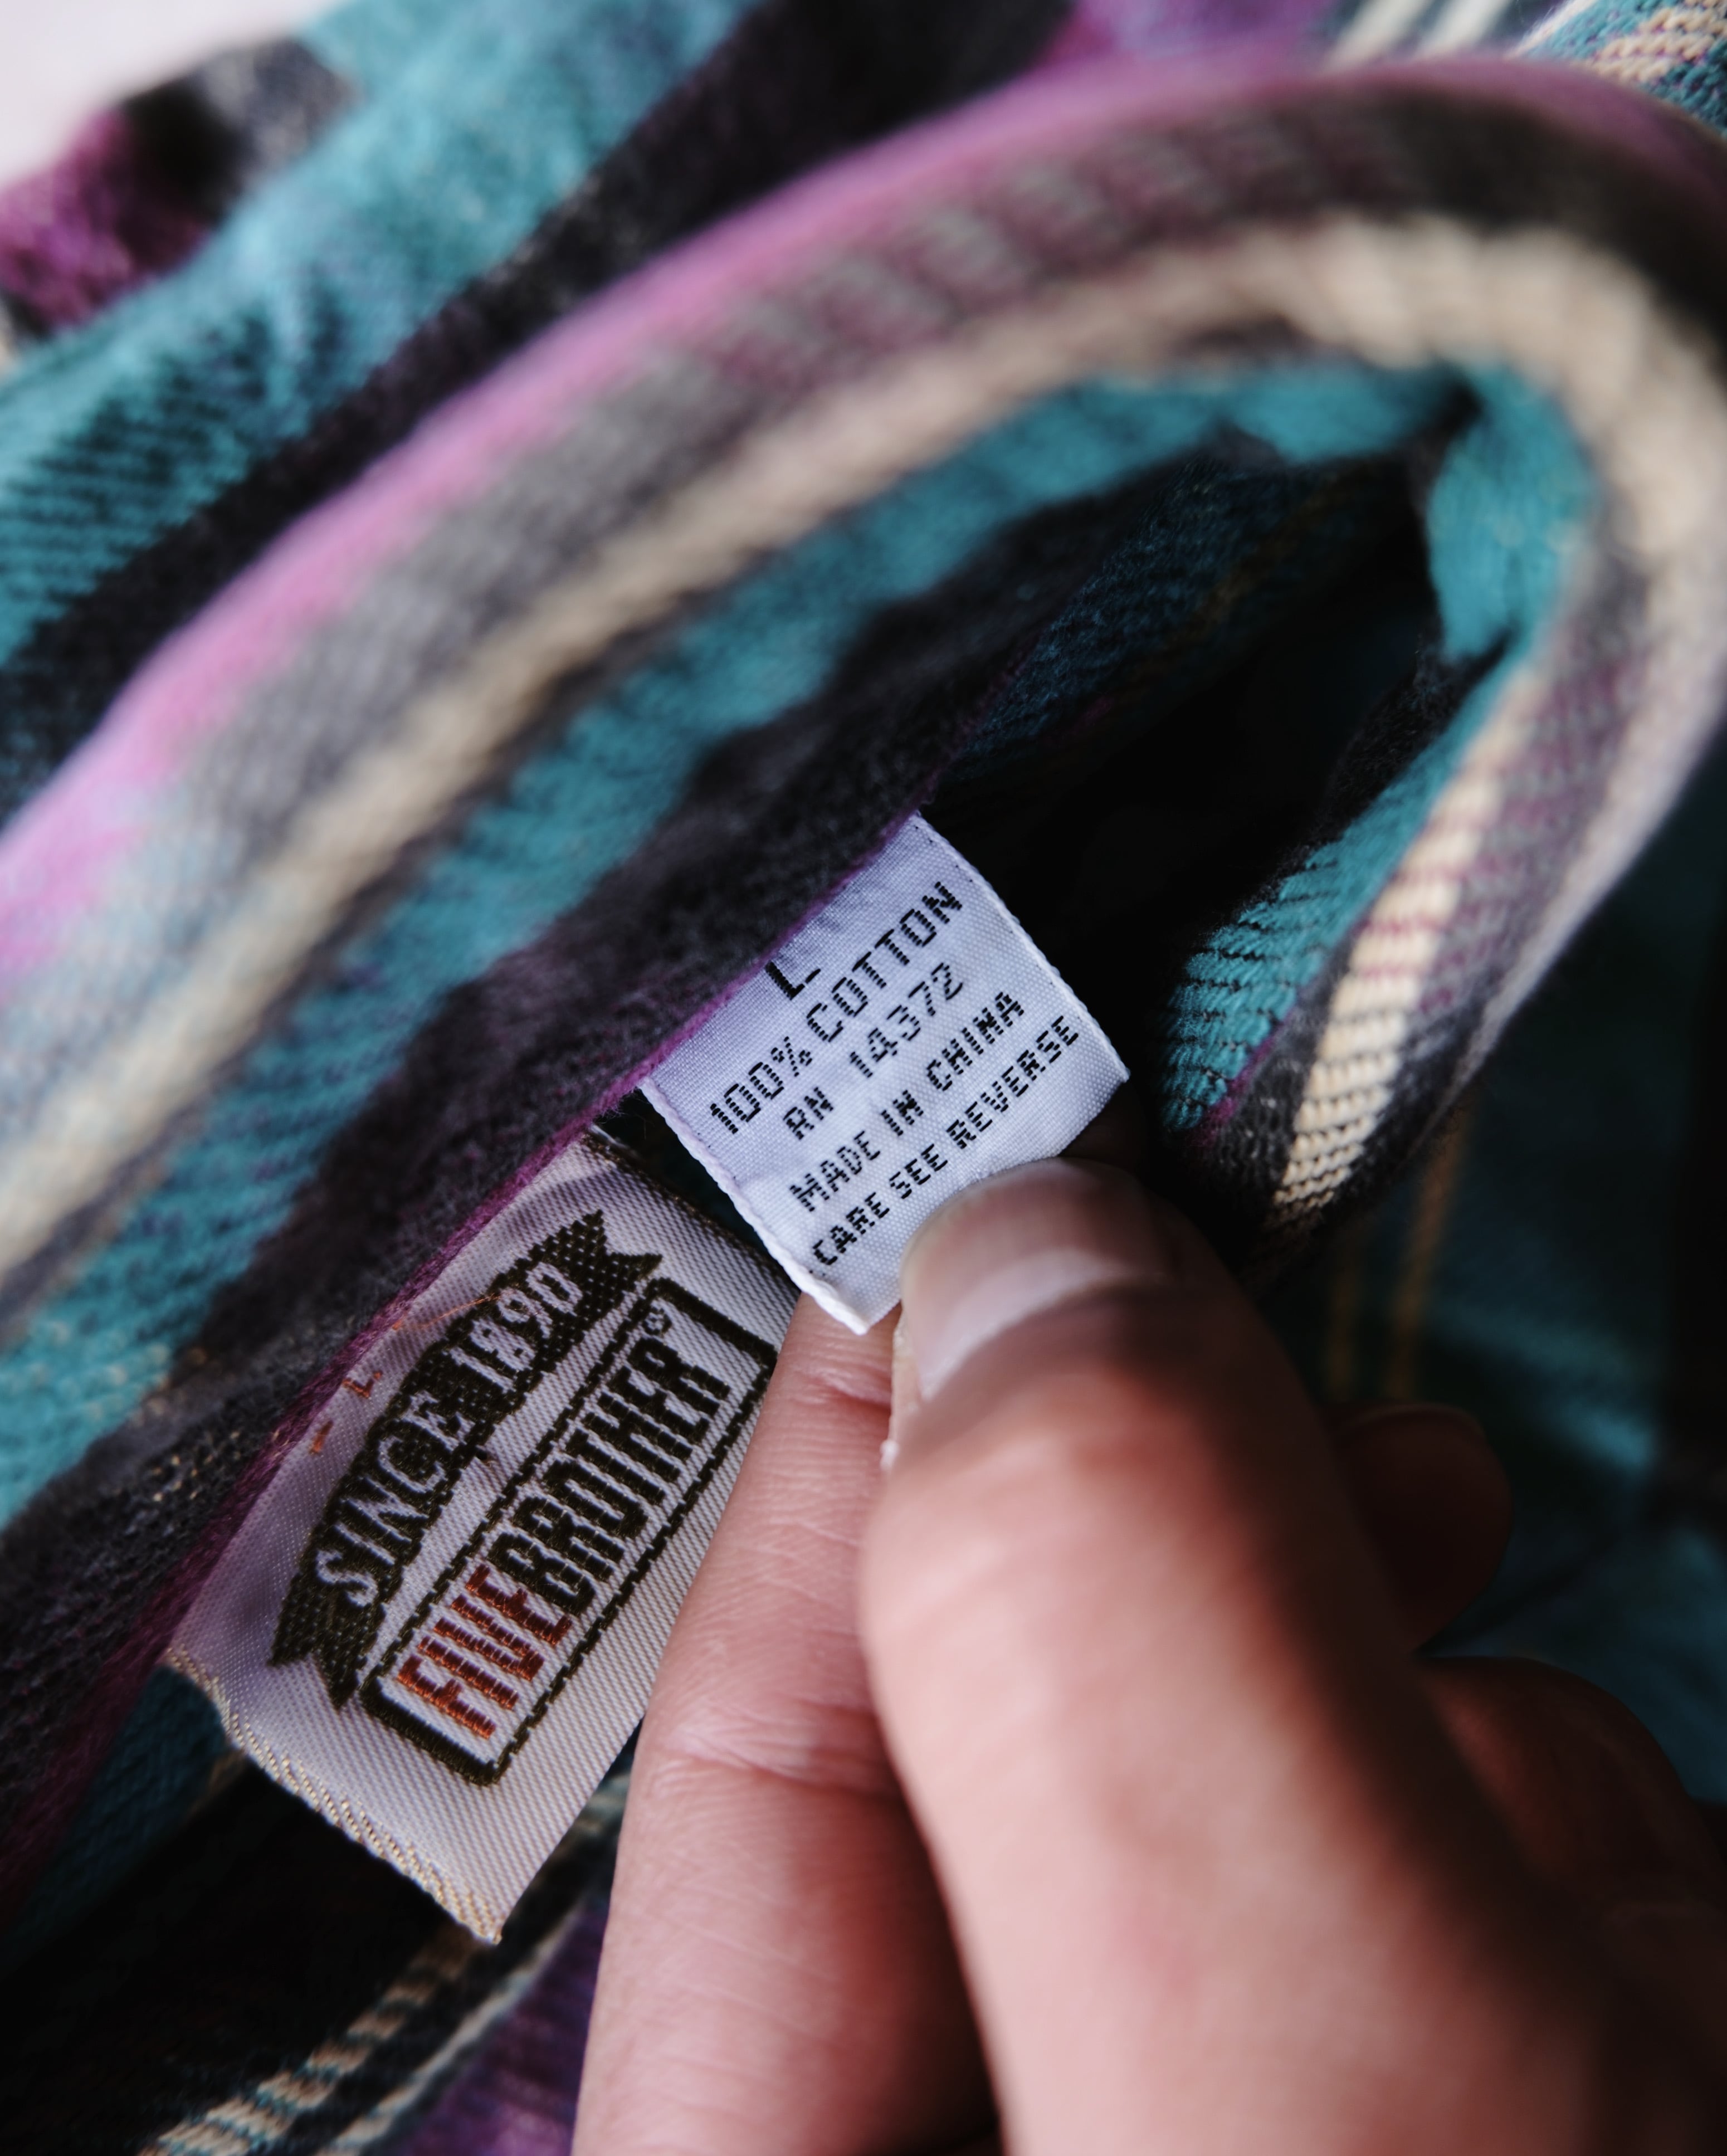 L
100% COTTON
RN 14372
MADE IN CHINA
CARE SEE REVERSE
L
SINCE 1890
FIVE BROTHER®